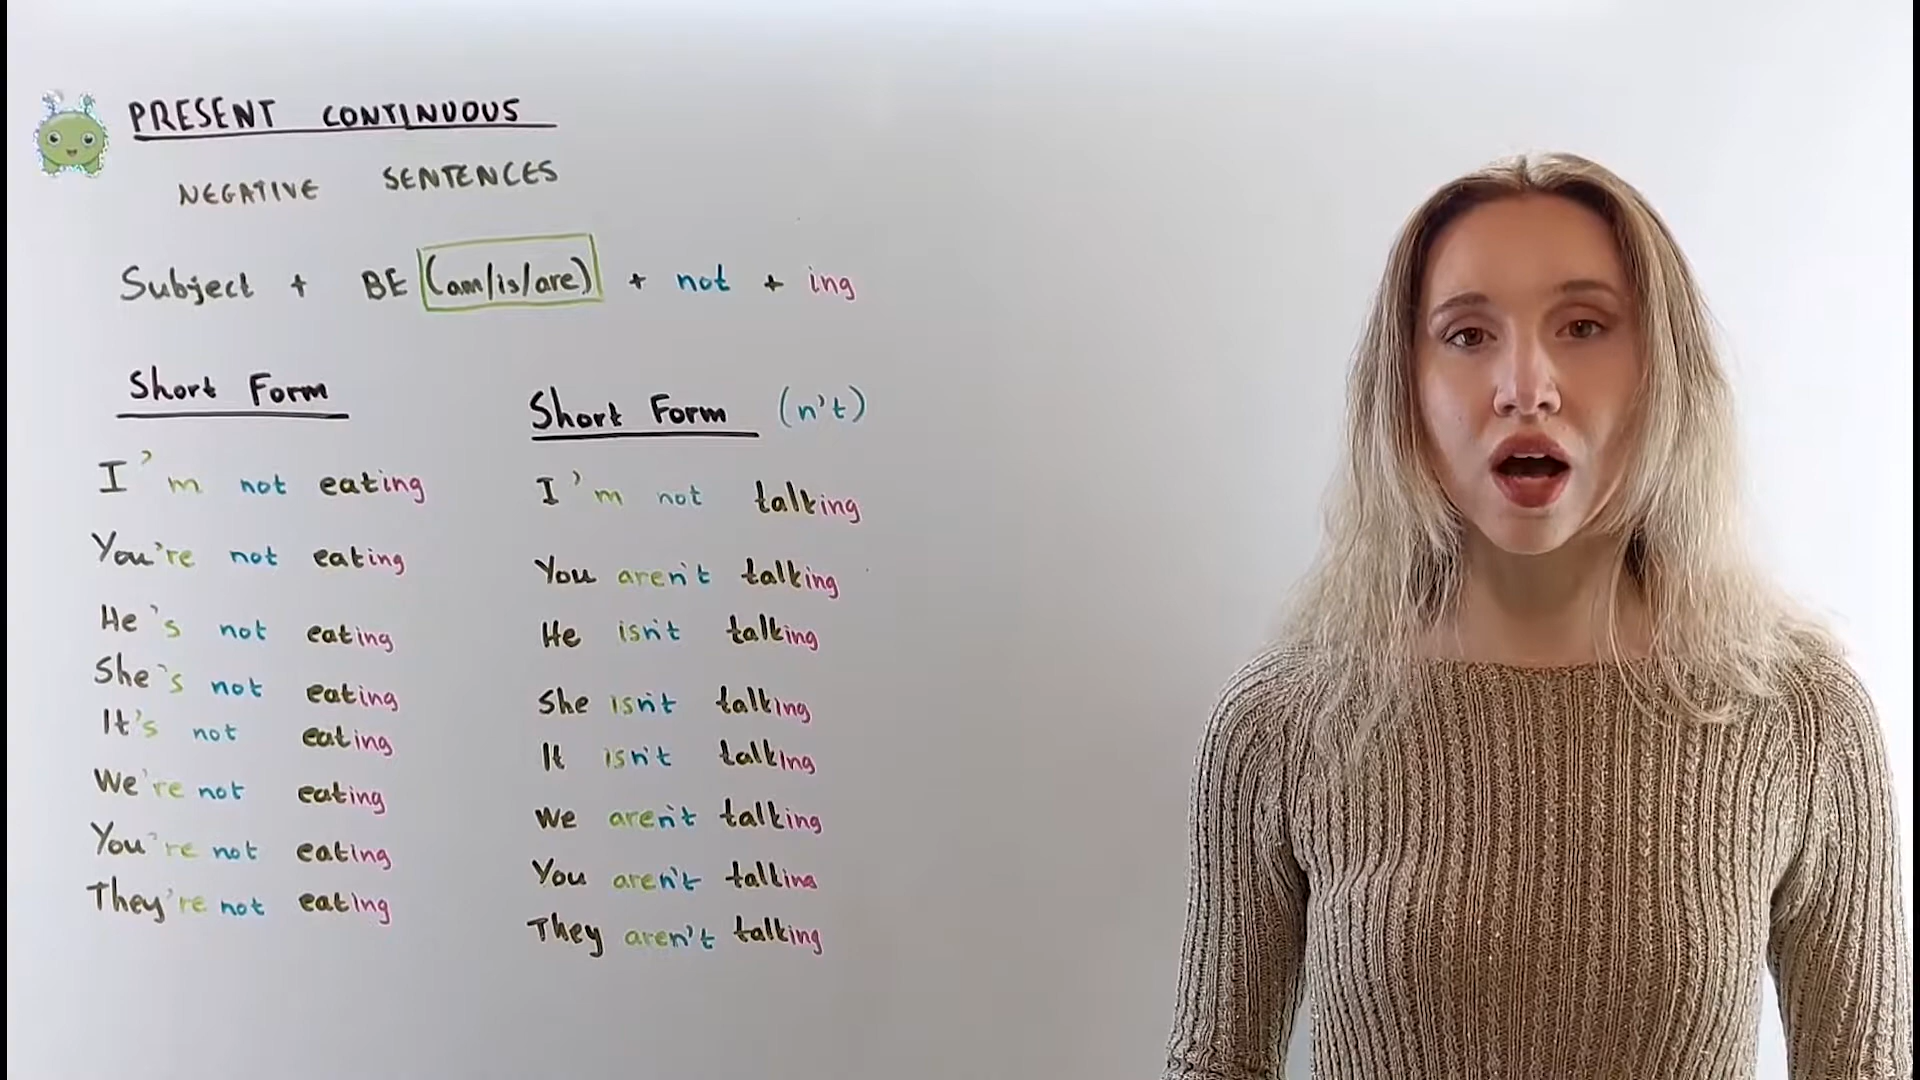 PRESENT CONTINUOUS
NEGATIVE SENTENCES
Subject + BE (am/is/are) + not + ing
Short Form
I'm not eating
You're not eating
He's not eating
She's not eating
It's not eating
We're not eating
You're not eating
They're not eating
Short Form (n't)
I'm not talking
You aren't talking
He isn't talking
She isn't talking
It isn't talking
We aren't talking
You aren't talking
They aren't talking